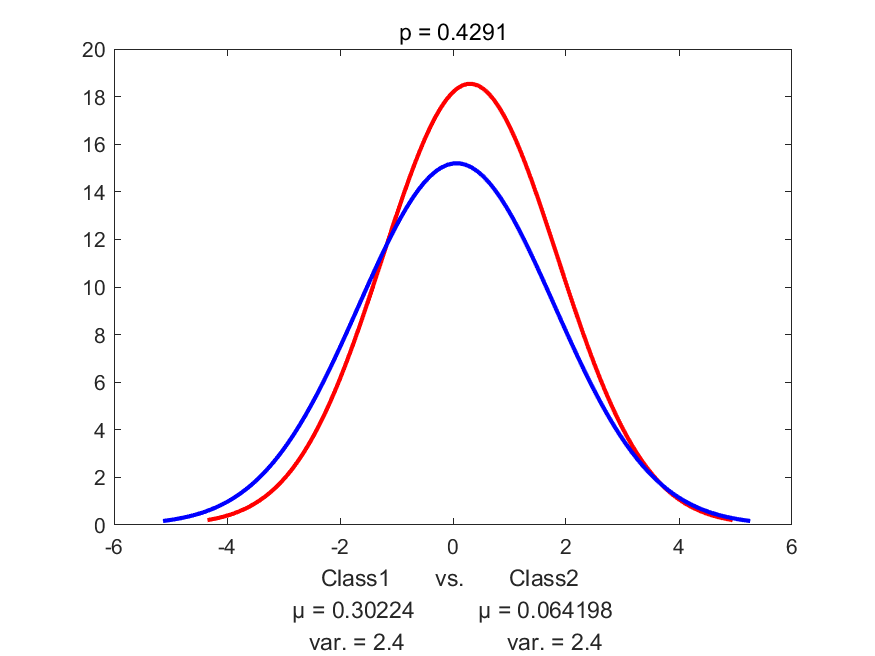 p = 0.4291
20
18
16
14
12
10
8
6
4
2
0
-6 -4 -2 0 2 4 6
Class1 vs. Class2
μ = 0.30224 μ = 0.064198
var. = 2.4 var. = 2.4